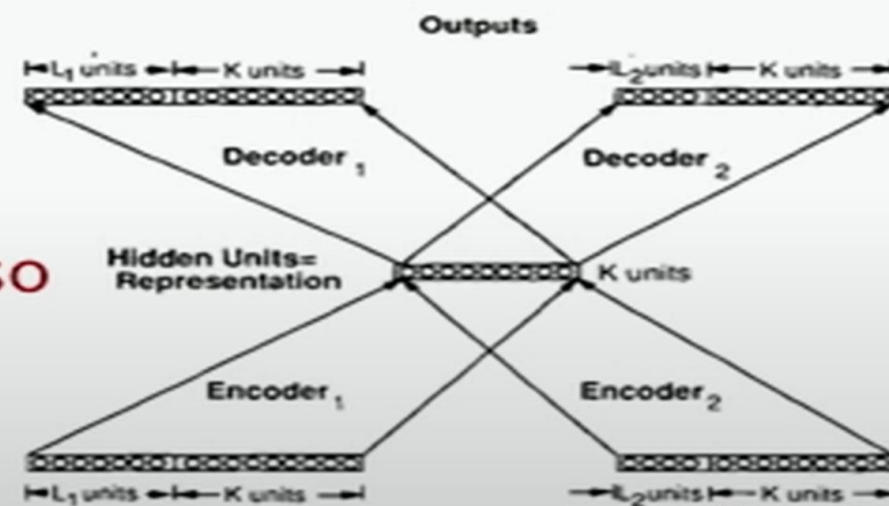 Outputs
L1 units K units L2 units K units
Decoder 1 Decoder 2
so
Hidden Units=
Representation
K units
Encoder 1 Encoder 2
L1 units K units L2 units K units